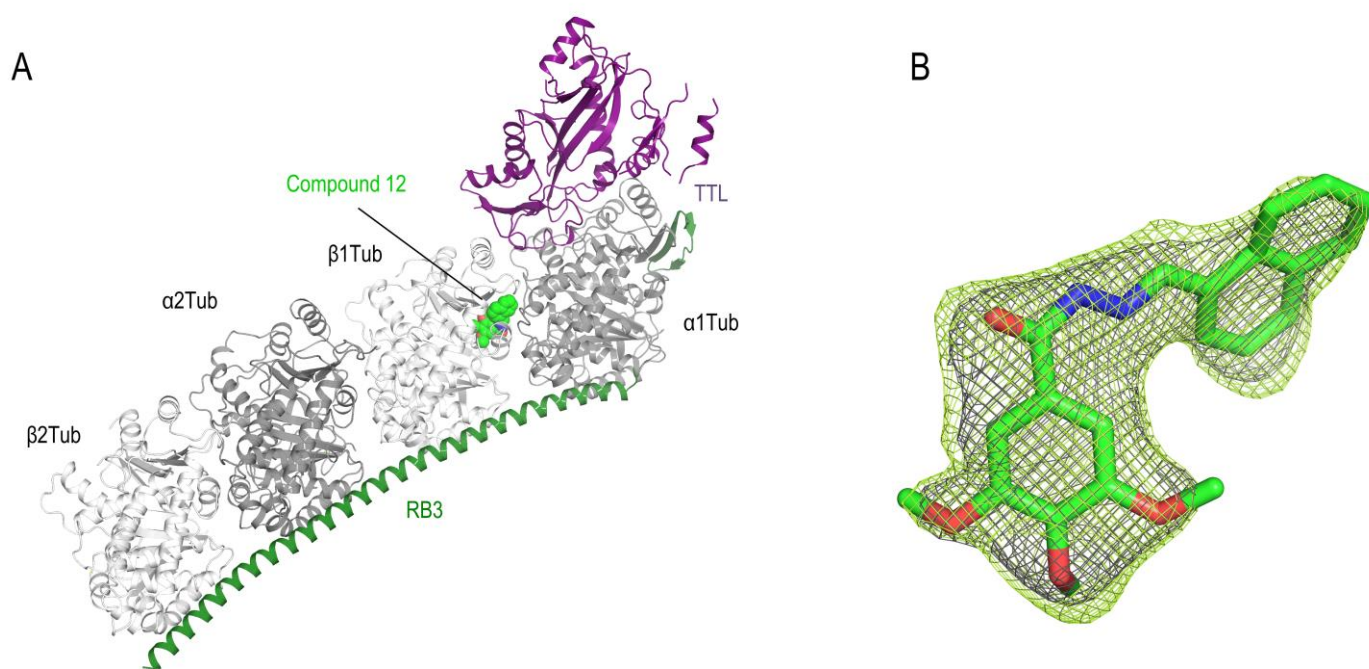 A
B
Compound 12
TTL
β1Tub
α2Tub
α1Tub
β2Tub
RB3